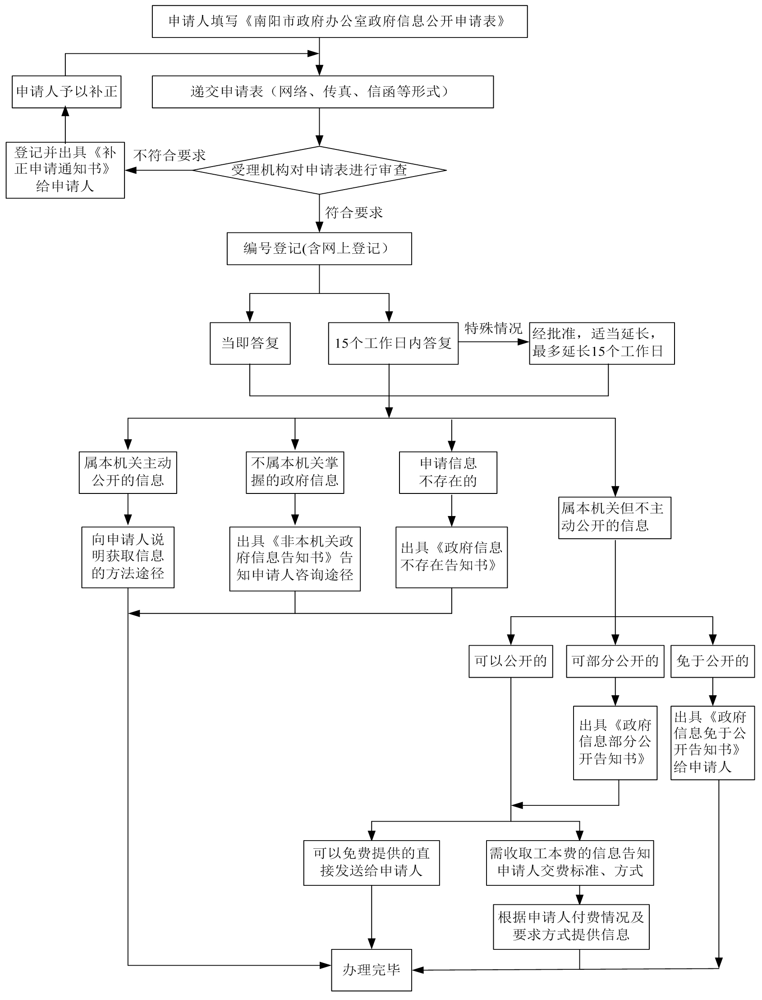 申请人填写《南阳市政府办公室政府信息公开申请表》
申请人予以补正
递交申请表（网络、传真、信函等形式）
登记并出具《补
正申请通知书》
给申请人
不符合要求
受理机构对申请表进行审查
符合要求
编号登记(含网上登记）
当即答复
15个工作日内答复
特殊情况
经批准，适当延长，
最多延长15个工作日
属本机关主动
公开的信息
不属本机关掌
握的政府信息
申请信息
不存在的
属本机关但不主
动公开的信息
向申请人说
明获取信息
的方法途径
出具《非本机关政
府信息告知书》告
知申请人咨询途径
出具《政府信息
不存在告知书》
可以公开的
可部分公开的
免于公开的
出具《政府
信息部分公
开告知书》
出具《政府
信息免于公
开告知书》
给申请人
可以免费提供的直
接发送给申请人
需收取工本费的信息告知
申请人交费标准、方式
根据申请人付费情况及
要求方式提供信息
办理完毕